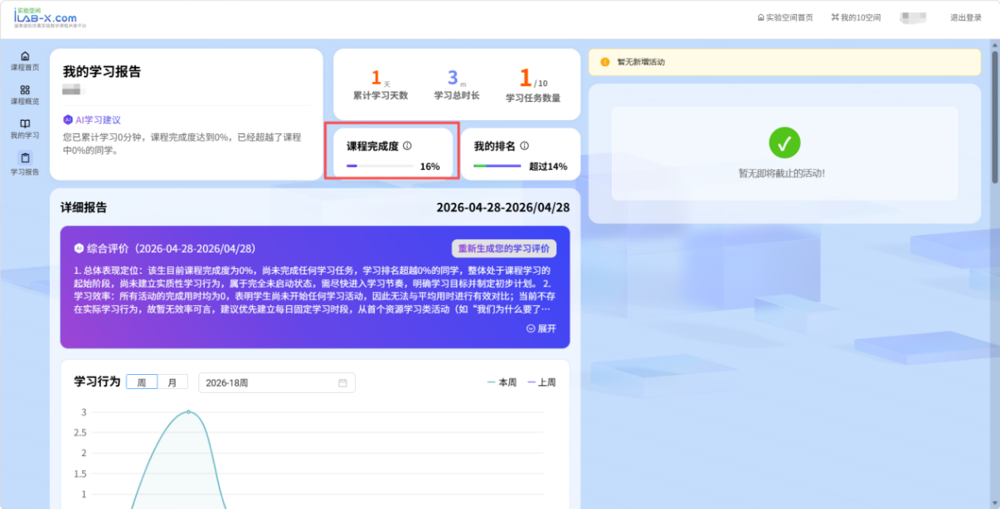 实验空间
iLAB-X.com
国家虚拟仿真实验教学课程共享平台
实验空间首页
我的10空间
退出登录
课程首页
课程概览
我的学习
学习报告
我的学习报告
AI学习建议
您已累计学习0分钟，课程完成度达到0%，已经超越了课程
中0%的同学。
1 天
累计学习天数
3 m
学习总时长
1 /10
学习任务数量
课程完成度
16%
我的排名
超过14%
暂无新增活动
暂无即将截止的活动!
详细报告
2026-04-28-2026/04/28
AI 综合评价（2026-04-28-2026/04/28）
重新生成您的学习评价
1. 总体表现定位：该生目前课程完成度为0%，尚未完成任何学习任务，学习排名超越0%的同学，整体处于课程学习的
起始阶段，尚未建立实质性学习行为，属于完全未启动状态，需尽快进入学习节奏，明确学习目标并制定初步计划。 2.
学习效率：所有活动的完成用时均为0，表明学生尚未开始任何学习活动，因此无法与平均用时进行有效对比；当前不存
在实际学习行为，故暂无效率可言，建议优先建立每日固定学习时段，从首个资源学习类活动（如“我们为什么要了…
展开
学习行为
周
月
2026-18周
本周
上周
3
2.5
2
1.5
1